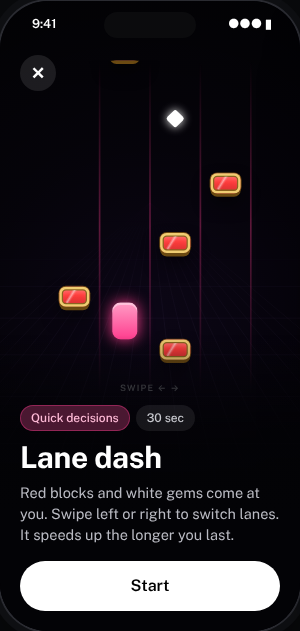 9:41
SWIPE ← →
Quick decisions
30 sec
Lane dash
Red blocks and white gems come at
you. Swipe left or right to switch lanes.
It speeds up the longer you last.
Start